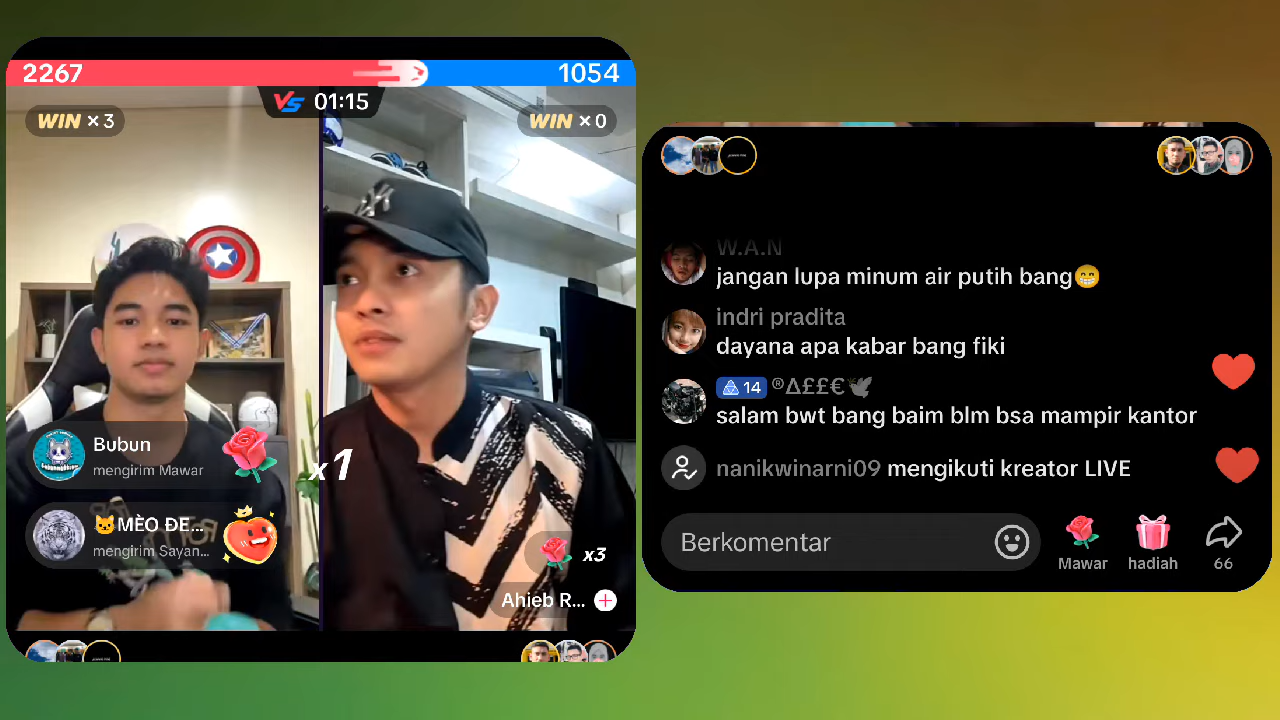 2267
1054
VS 01:15
WIN ×3
WIN ×0
Bubun
mengirim Mawar
x1
🐱MÈO ĐE...
mengirim Sayan...
x3
Ahieb R...
W.A.N
jangan lupa minum air putih bang😁
indri pradita
dayana apa kabar bang fiki
14 ®∆££€🕊
salam bwt bang baim blm bsa mampir kantor
nanikwinarni09 mengikuti kreator LIVE
Berkomentar
Mawar
hadiah
66